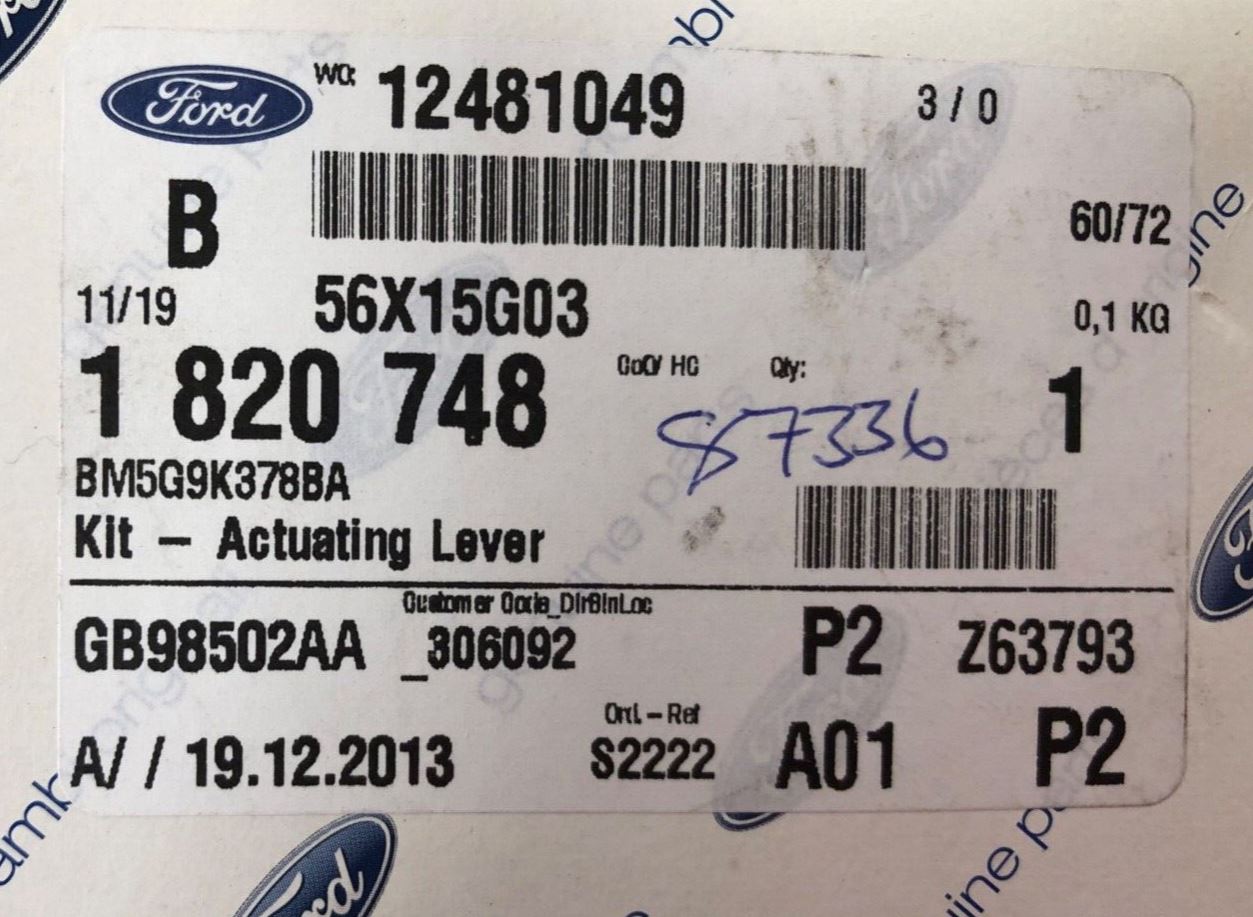 Ford
WO: 12481049 3 / 0
B 60/72
11/19 56X15G03 0,1 KG
1 820 748 CoO/ HC Qty: 1
87336
BM5G9K378BA
Kit – Actuating Lever
Customer Code_DlrBinLoc
GB98502AA _306092 P2 Z63793
Ord.–Ref
A/ / 19.12.2013 S2222 A01 P2
Ford